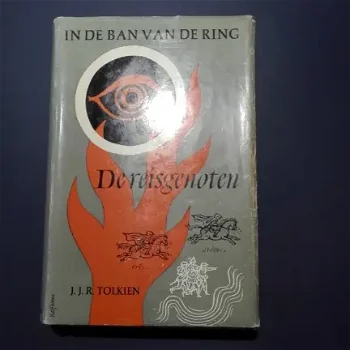 IN DE BAN VAN DE RING
De reisgenoten
J.J.R. TOLKIEN